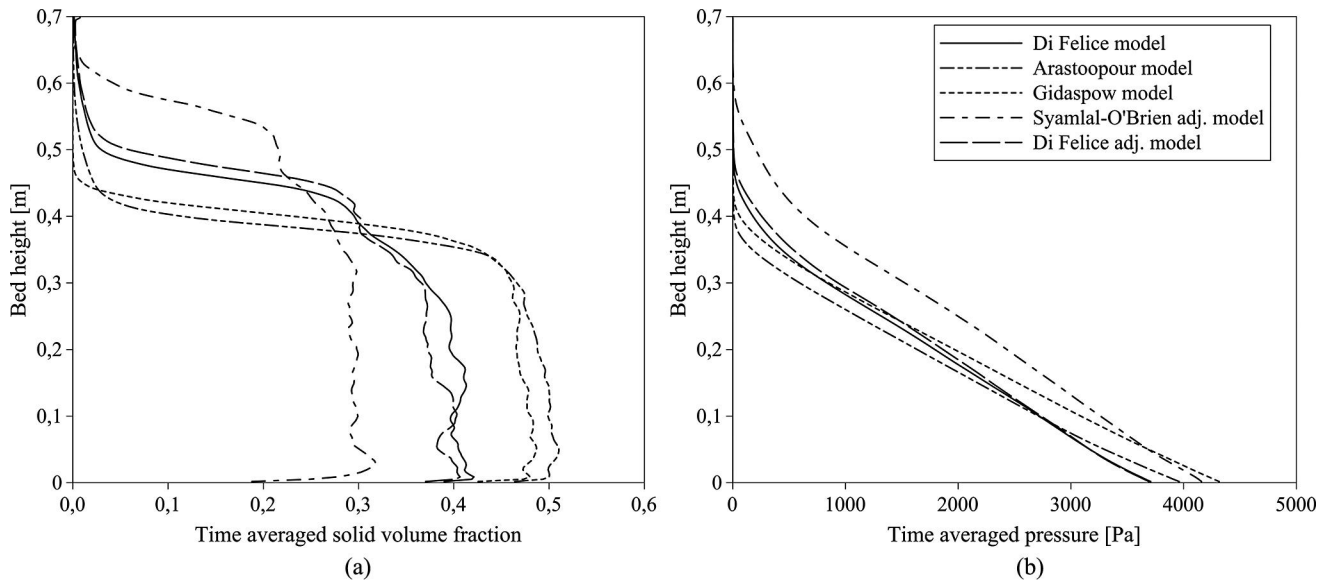 0,7
0,6
0,5
0,4
0,3
0,2
0,1
0
Bed height [m]
0,0
0,1
0,2
0,3
0,4
0,5
0,6
Time averaged solid volume fraction
(a)
0,7
0,6
0,5
0,4
0,3
0,2
0,1
0
Bed height [m]
Di Felice model
Arastoopour model
Gidaspow model
Syamlal-O'Brien adj. model
Di Felice adj. model
0
1000
2000
3000
4000
5000
Time averaged pressure [Pa]
(b)